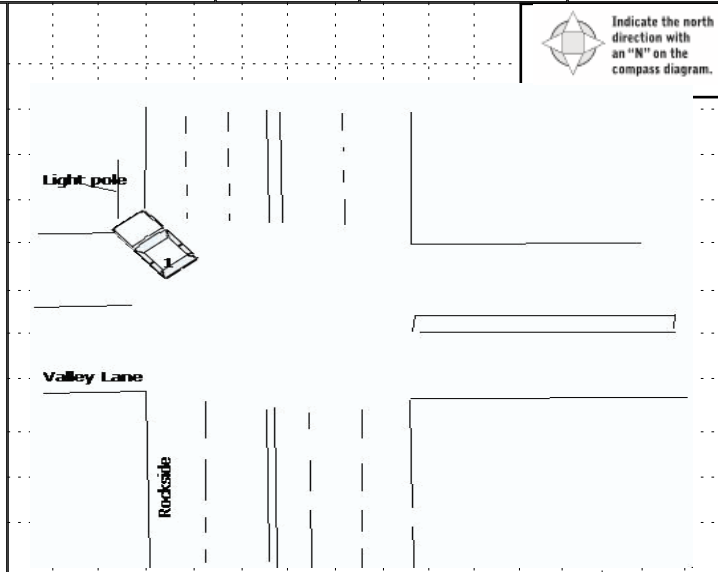 Indicate the north
direction with
an "N" on the
compass diagram.
Light pole
1
Valley Lane
Rockside